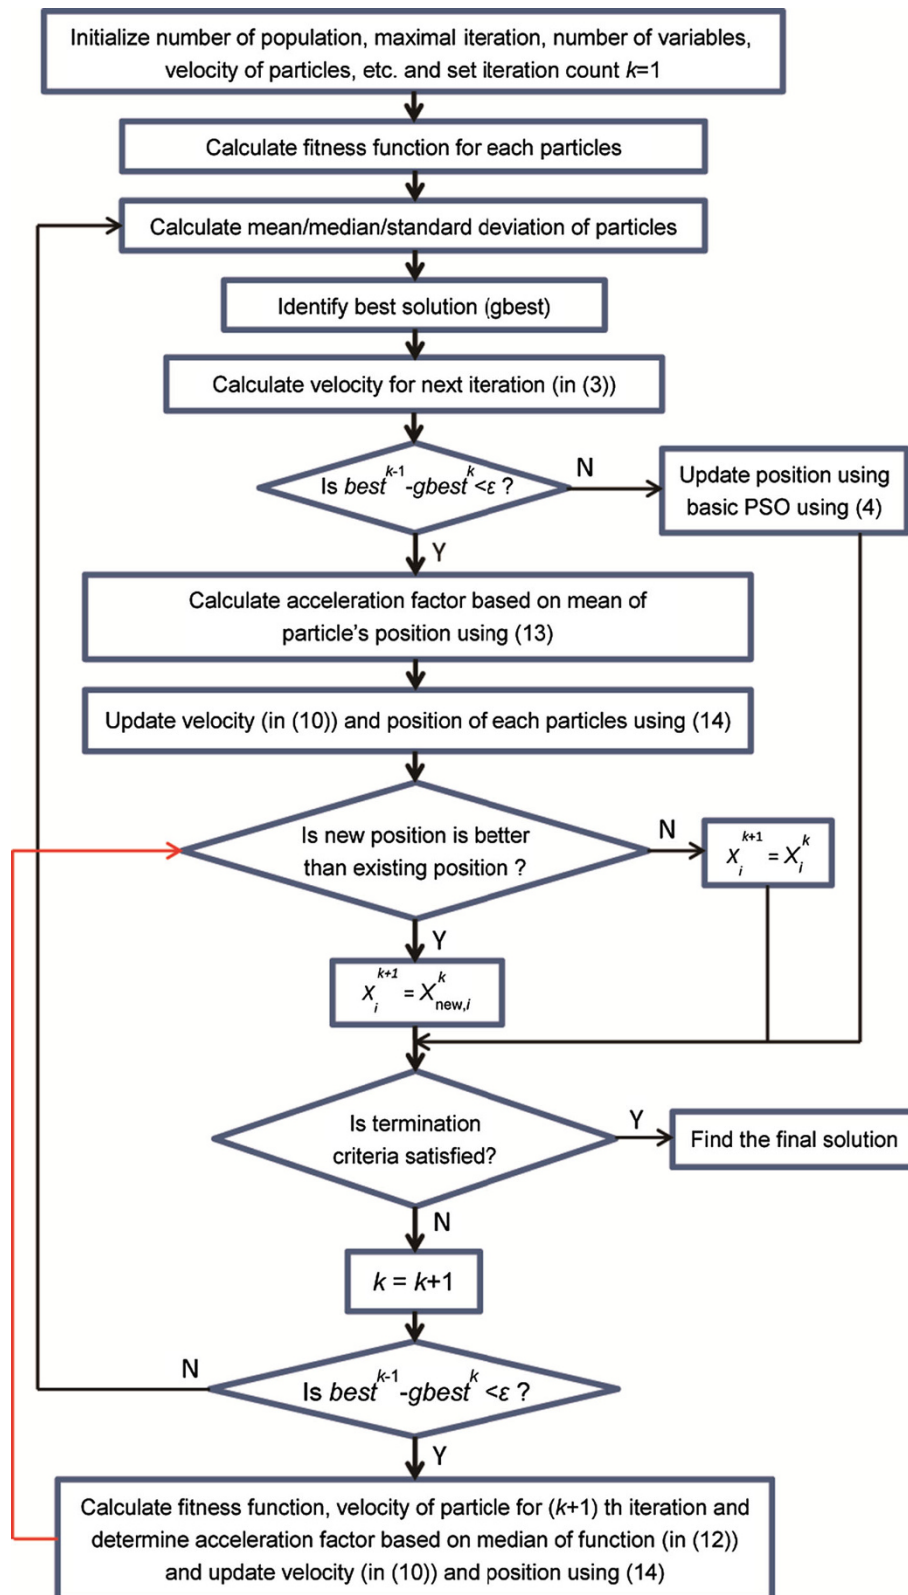 Initialize number of population, maximal iteration, number of variables,
velocity of particles, etc. and set iteration count k=1
Calculate fitness function for each particles
Calculate mean/median/standard deviation of particles
Identify best solution (gbest)
Calculate velocity for next iteration (in (3))
Is best^k-1-gbest^k<ε ?
N
Update position using
basic PSO using (4)
Y
Calculate acceleration factor based on mean of
particle's position using (13)
Update velocity (in (10)) and position of each particles using (14)
Is new position is better
than existing position ?
N
X_i^k+1 = X_i^k
Y
X_i^k+1 = X_new,i^k
Is termination
criteria satisfied?
Y
Find the final solution
N
k = k+1
N
Is best^k-1-gbest^k <ε ?
Y
Calculate fitness function, velocity of particle for (k+1) th iteration and
determine acceleration factor based on median of function (in (12))
and update velocity (in (10)) and position using (14)